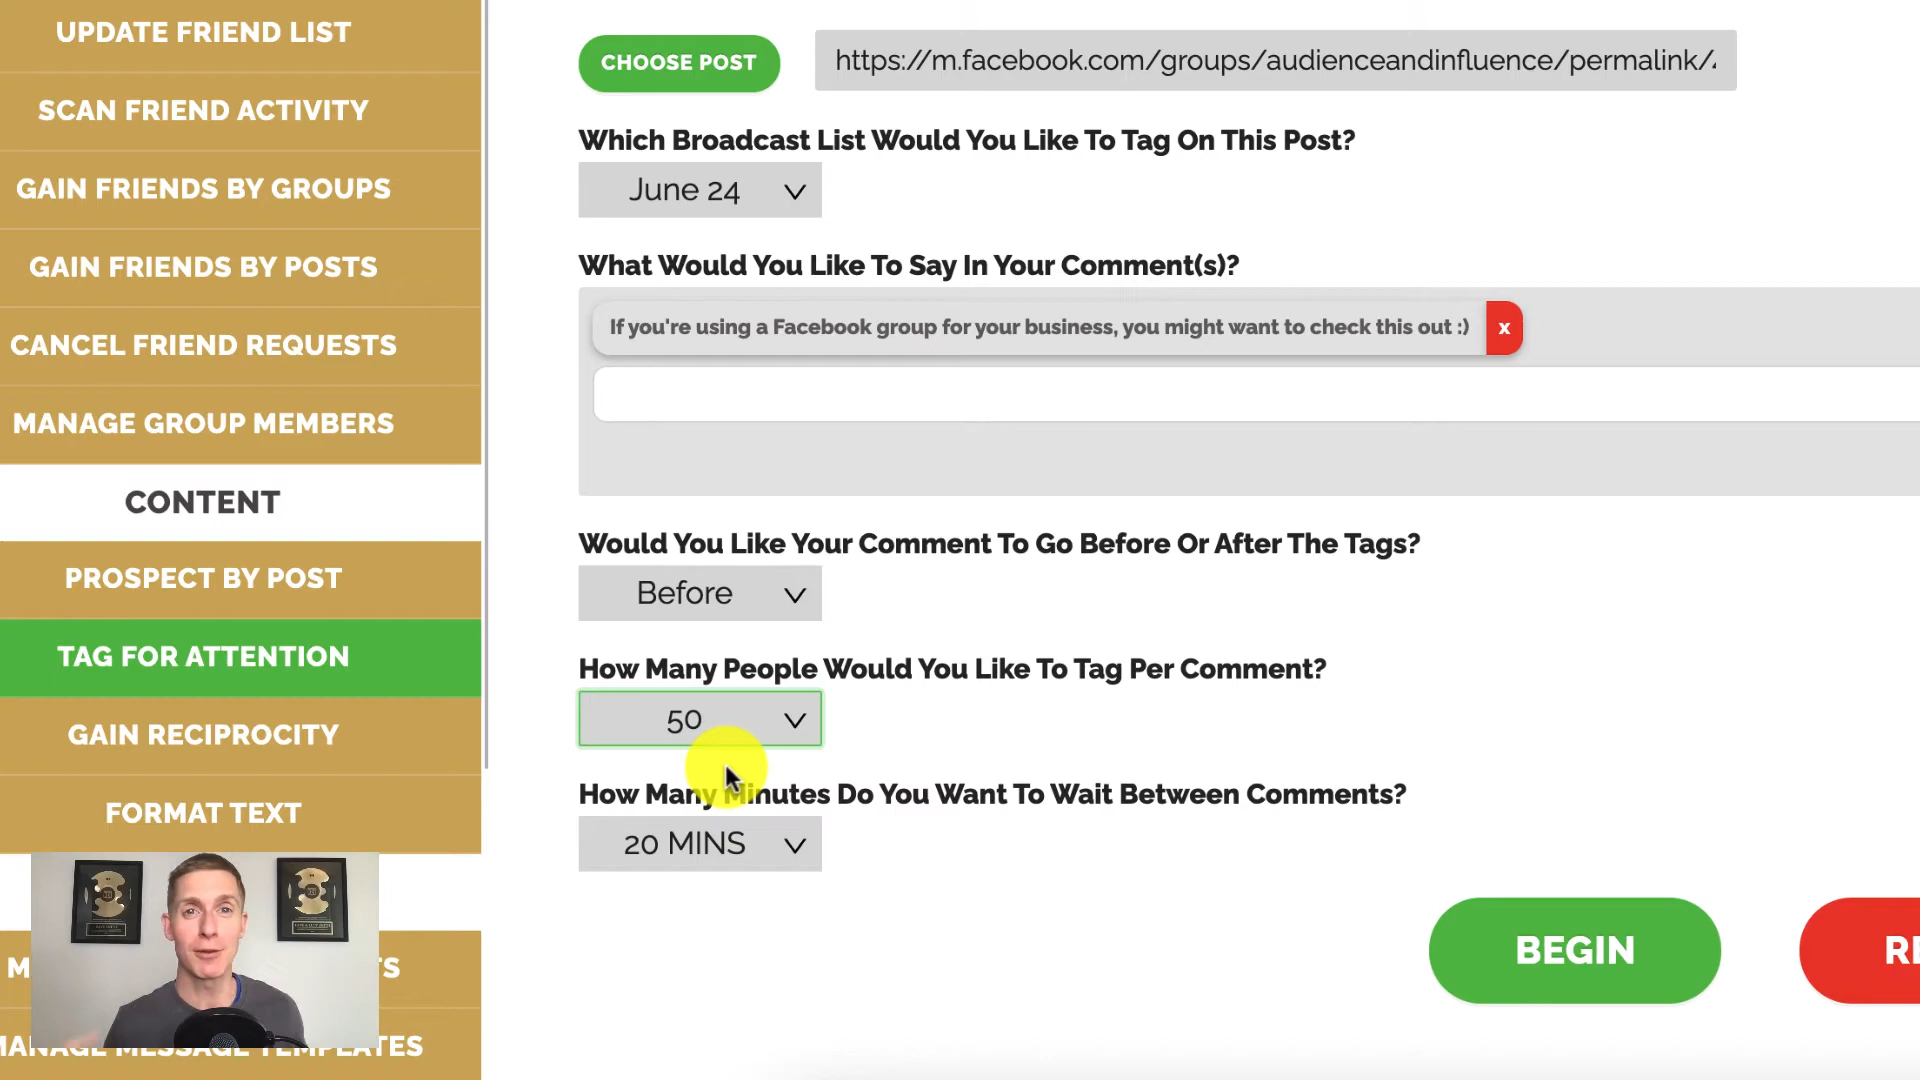 UPDATE FRIEND LIST
SCAN FRIEND ACTIVITY
GAIN FRIENDS BY GROUPS
GAIN FRIENDS BY POSTS
CANCEL FRIEND REQUESTS
MANAGE GROUP MEMBERS
CONTENT
PROSPECT BY POST
TAG FOR ATTENTION
GAIN RECIPROCITY
FORMAT TEXT
MANAGE MESSAGE TEMPLATES
CHOOSE POST
https://m.facebook.com/groups/audienceandinfluence/permalink/
Which Broadcast List Would You Like To Tag On This Post?
June 24
What Would You Like To Say In Your Comment(s)?
If you're using a Facebook group for your business, you might want to check this out :) x
Would You Like Your Comment To Go Before Or After The Tags?
Before
How Many People Would You Like To Tag Per Comment?
50
How Many Minutes Do You Want To Wait Between Comments?
20 MINS
BEGIN